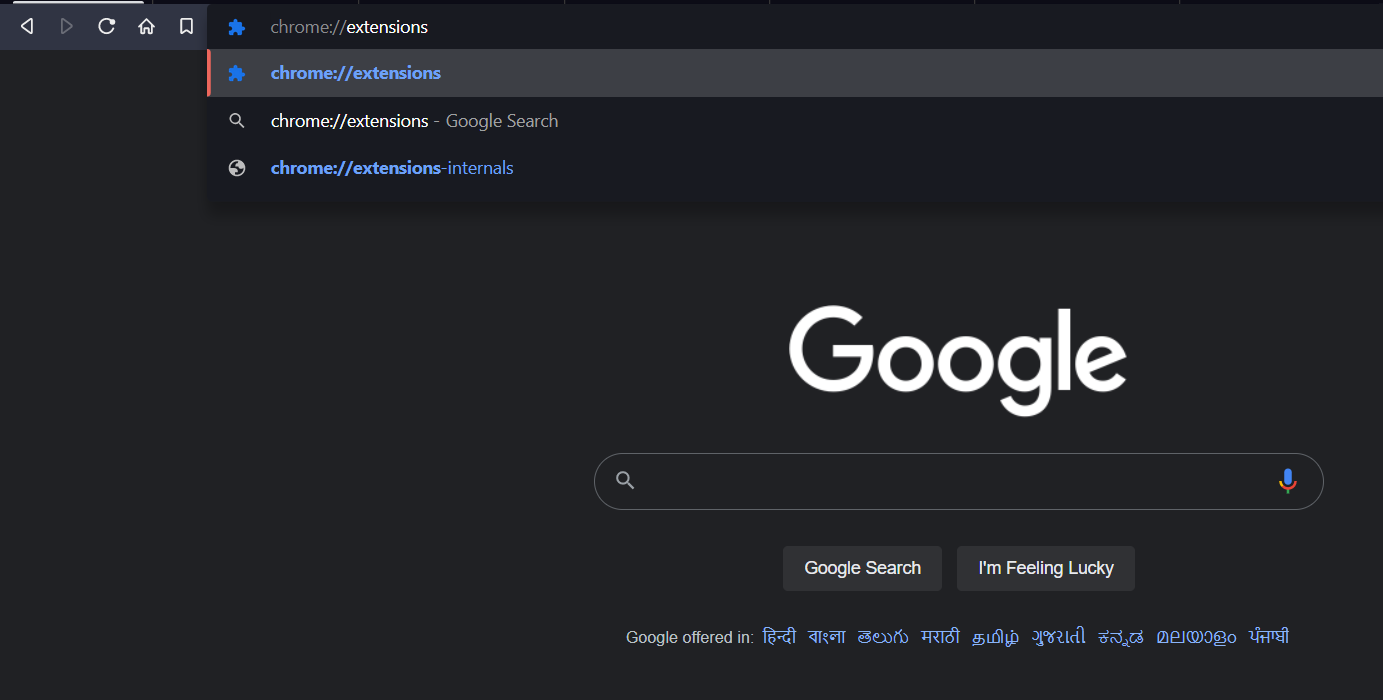 chrome://extensions
chrome://extensions
chrome://extensions - Google Search
chrome://extensions-internals
Google
Google Search
I'm Feeling Lucky
Google offered in: हिन्दी বাংলা తెలుగు मराठी தமிழ் ગુજરાતી ಕನ್ನಡ മലയാളം ਪੰਜਾਬੀ